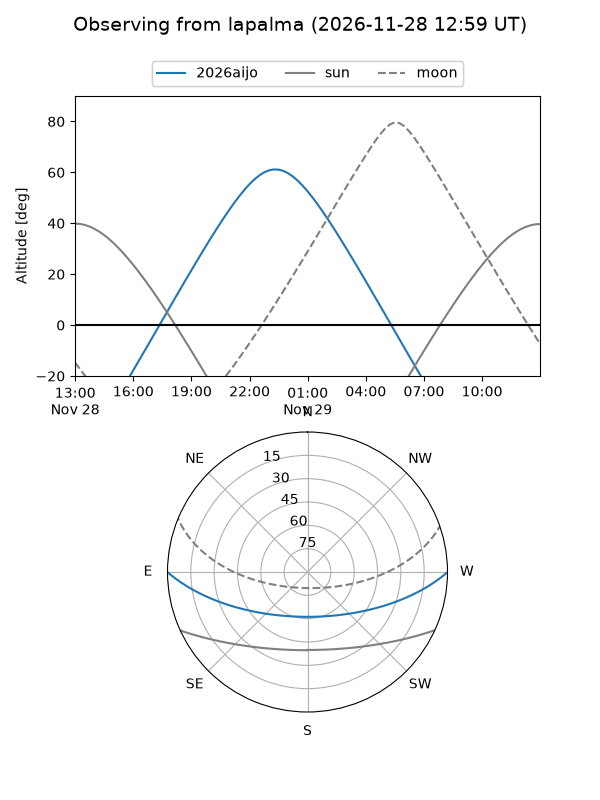 Observing from lapalma (2026-11-28 12:59 UT)
2026aijo sun moon
Altitude [deg]
80
60
40
20
0
−20
13:00 16:00 19:00 22:00 01:00 04:00 07:00 10:00
Nov 28 Nov 29
N
NE NW
15
30
45
60
75
E W
SE SW
S